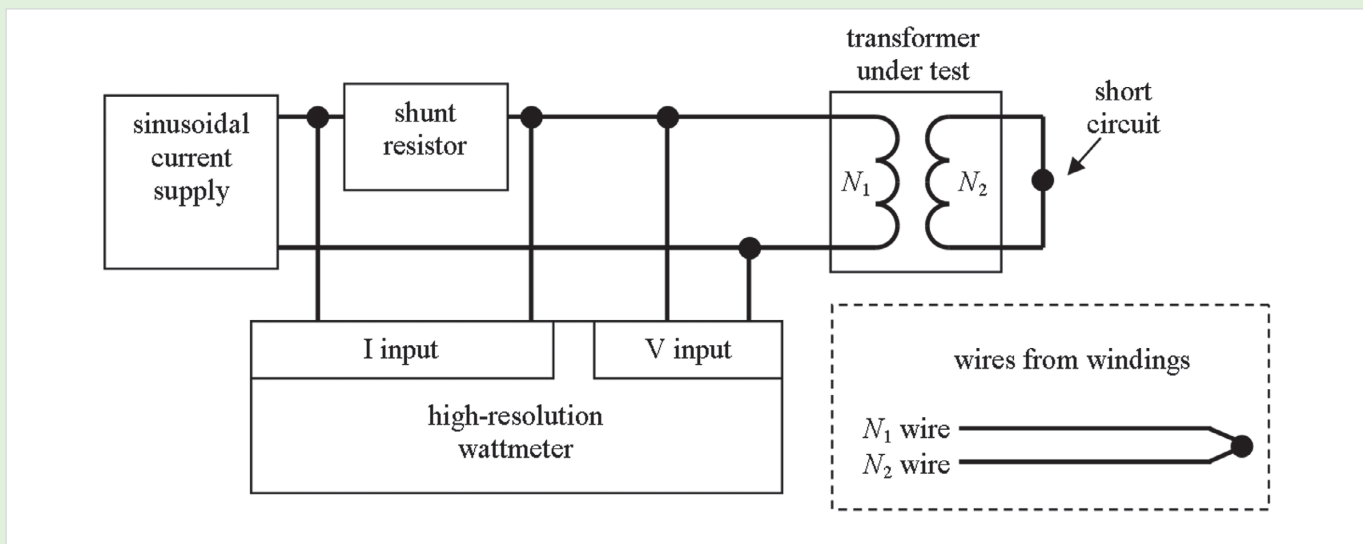 transformer
under test
short
circuit
sinusoidal
current
supply
shunt
resistor
N₁
N₂
I input
V input
high-resolution
wattmeter
wires from windings
N₁ wire
N₂ wire